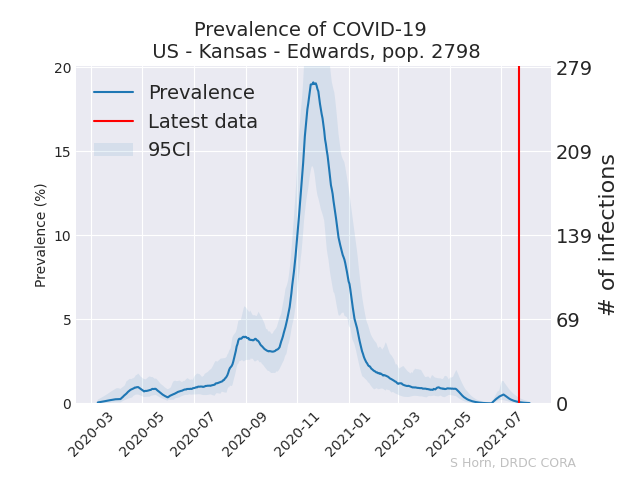 Prevalence of COVID-19
US - Kansas - Edwards, pop. 2798
Prevalence
Latest data
95CI
Prevalence (%)
20
15
10
5
0
279
209
139
69
0
# of infections
2020-03
2020-05
2020-07
2020-09
2020-11
2021-01
2021-03
2021-05
2021-07
S Horn, DRDC CORA